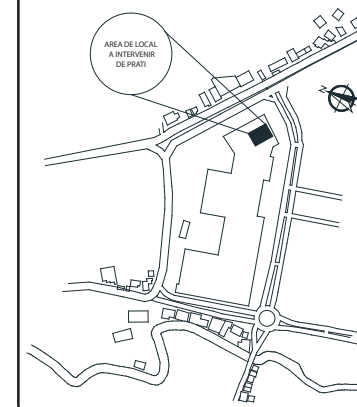 AREA DE LOCAL
A INTERVENIR
DE PRATI
N